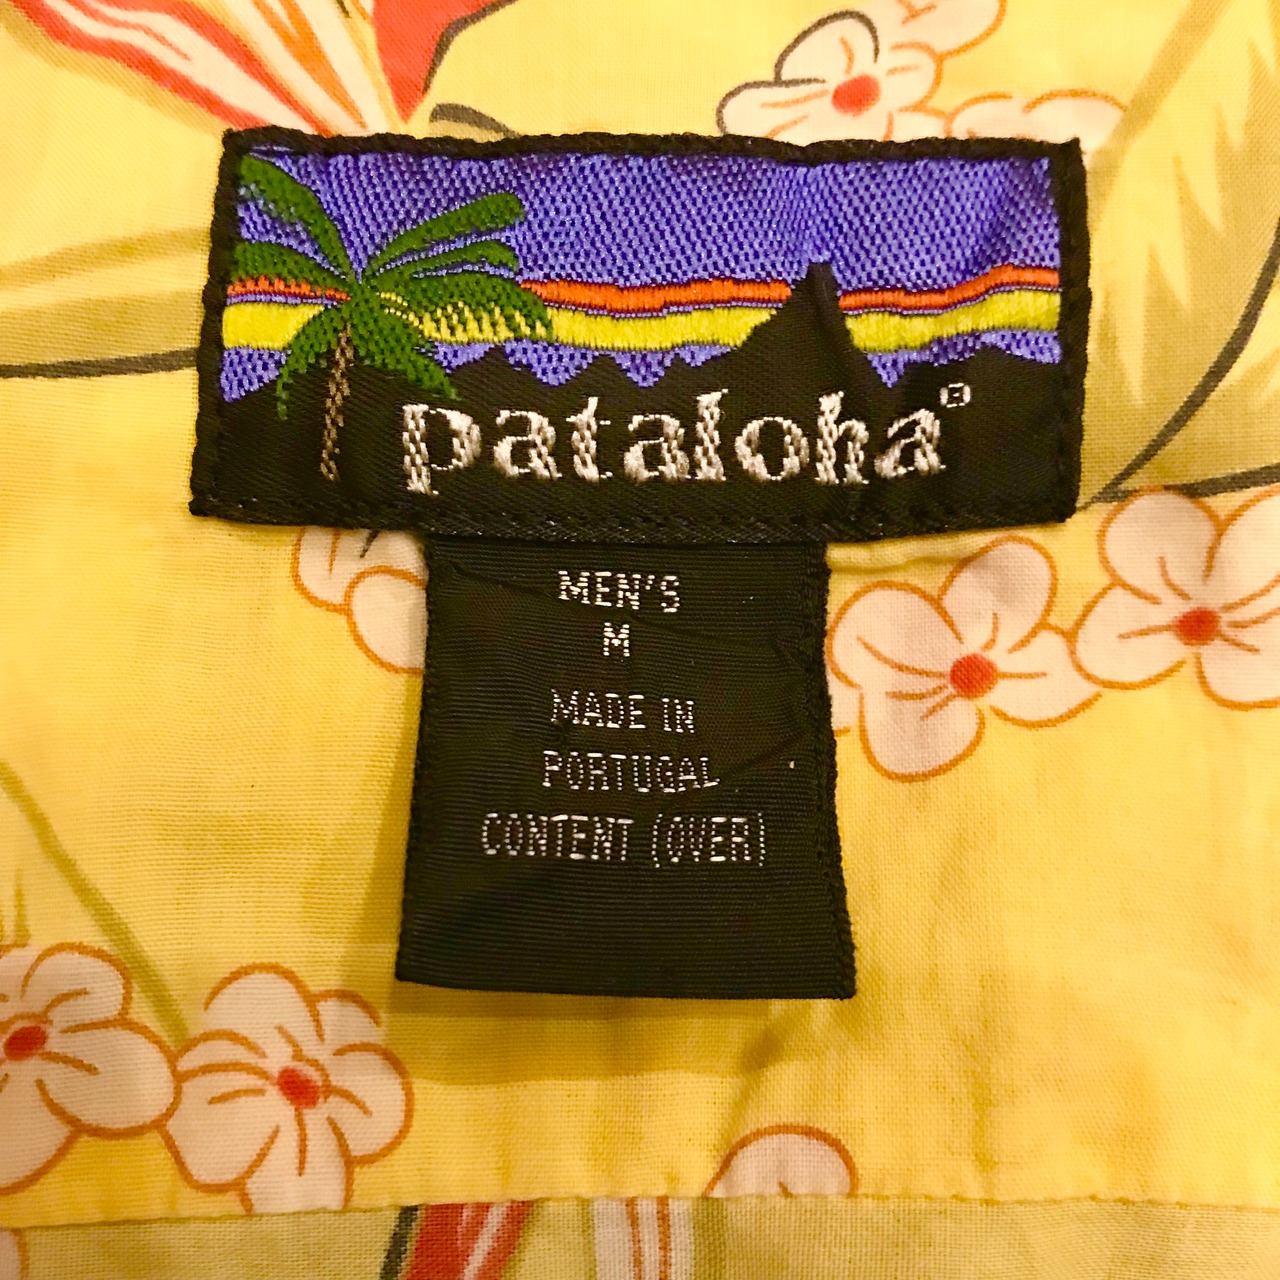 pataloha®
MEN'S
M
MADE IN
PORTUGAL
CONTENT (OVER)